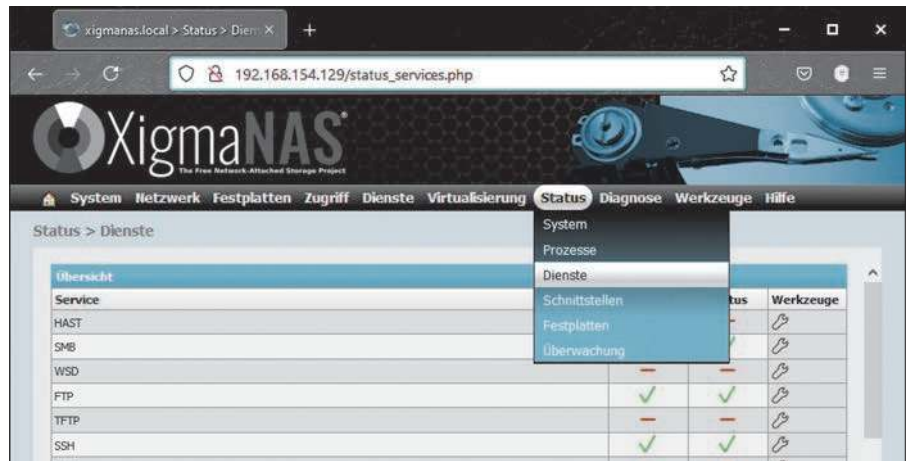 xigmanas.local > Status > Dien
192.168.154.129/status_services.php
XigmaNAS
The Free Network-Attached Storage Project
System Netzwerk Festplatten Zugriff Dienste Virtualisierung Status Diagnose Werkzeuge Hilfe
Status > Dienste
System
Prozesse
Dienste
Schnittstellen
Festplatten
Überwachung
Übersicht
Service tus Werkzeuge
HAST
SMB
WSD
FTP
TFTP
SSH